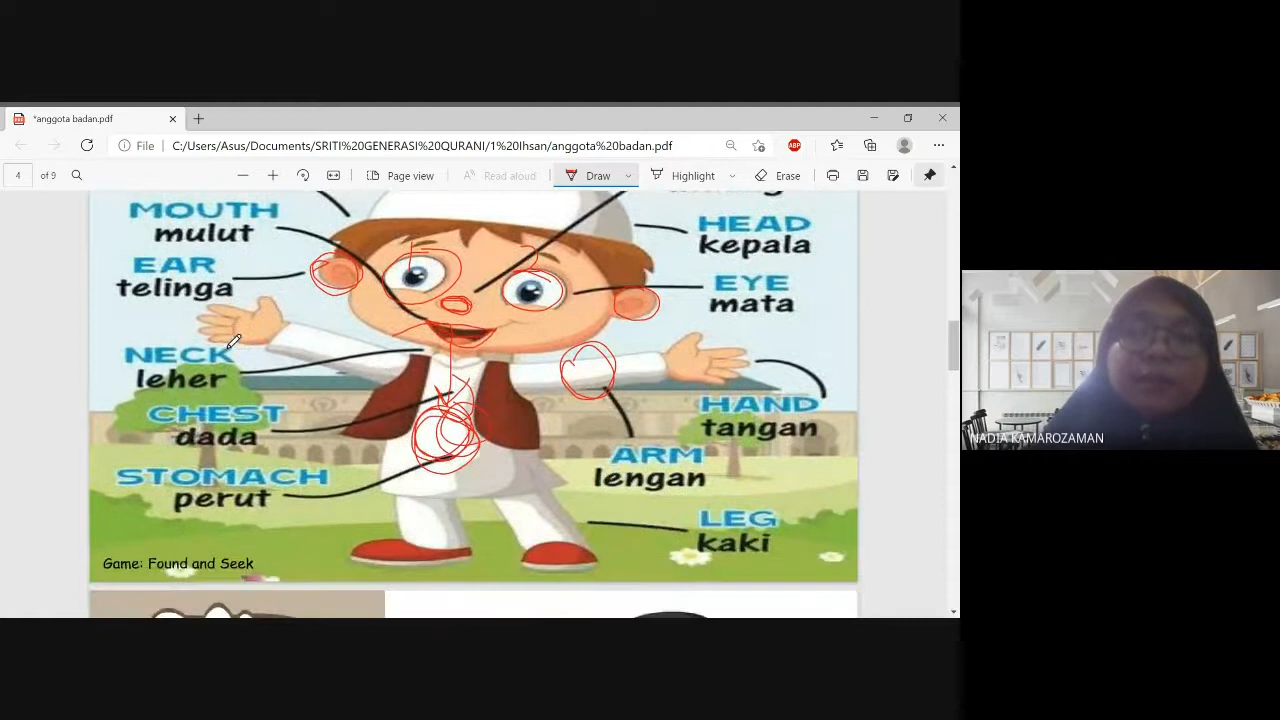 *anggota badan.pdf
File
C:/Users/Asus/Documents/SRITI%20GENERASI%20QURANI/1%20Ihsan/anggota%20badan.pdf
ABP
4 of 9
Page view
Read aloud
Draw
Highlight
Erase
MOUTH
mulut
EAR
telinga
NECK
leher
CHEST
dada
STOMACH
perut
HEAD
kepala
EYE
mata
HAND
tangan
ARM
lengan
LEG
kaki
Game: Found and Seek
NADIA KAMAROZAMAN